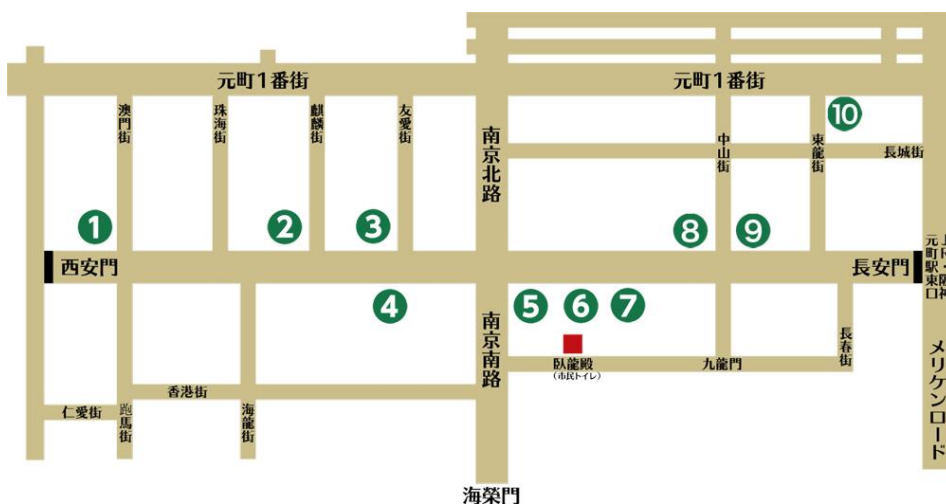 元町1番街
元町1番街
澳門街
珠海街
麒麟街
友愛街
南京北路
中山街
東龍街
10
長城街
1
2
3
8
9
西安門
長安門
JR・阪神
元町駅東口
4
5
6
7
南京南路
長春街
臥龍殿
(市民トイレ)
九龍門
メリケンロード
香港街
仁愛街
跑馬街
海龍街
海榮門